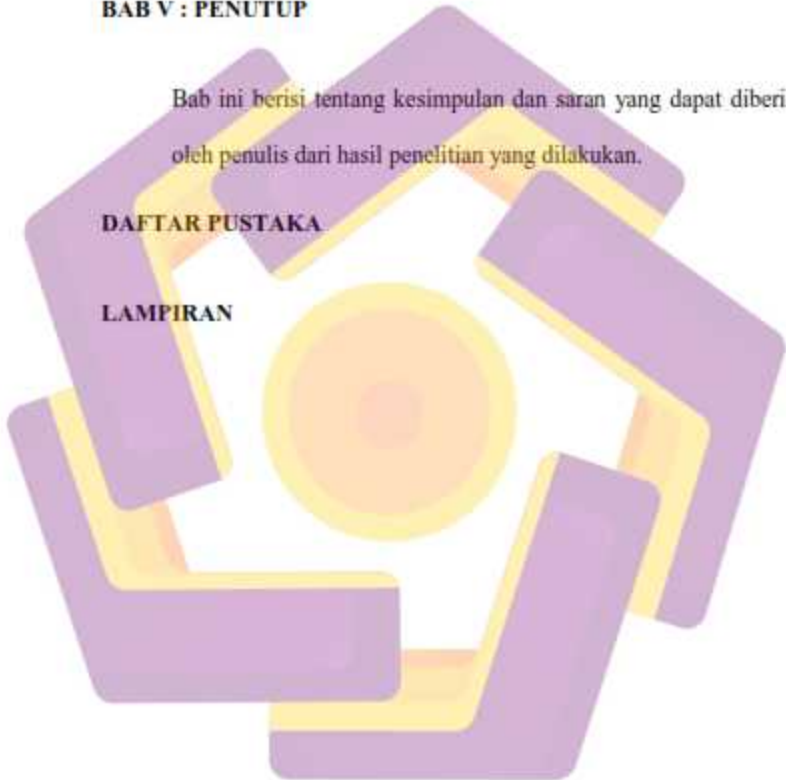 BAB V : PENUTUP
Bab ini berisi tentang kesimpulan dan saran yang dapat diberi
oleh penulis dari hasil penelitian yang dilakukan.
DAFTAR PUSTAKA
LAMPIRAN